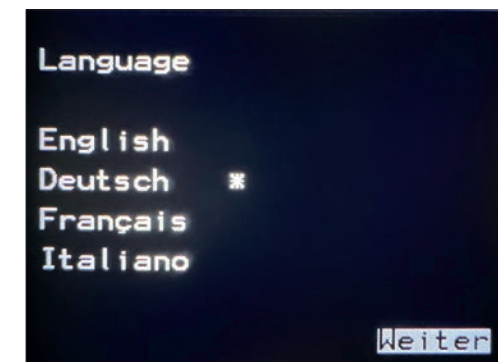 Language
English
Deutsch *
Français
Italiano
Weiter